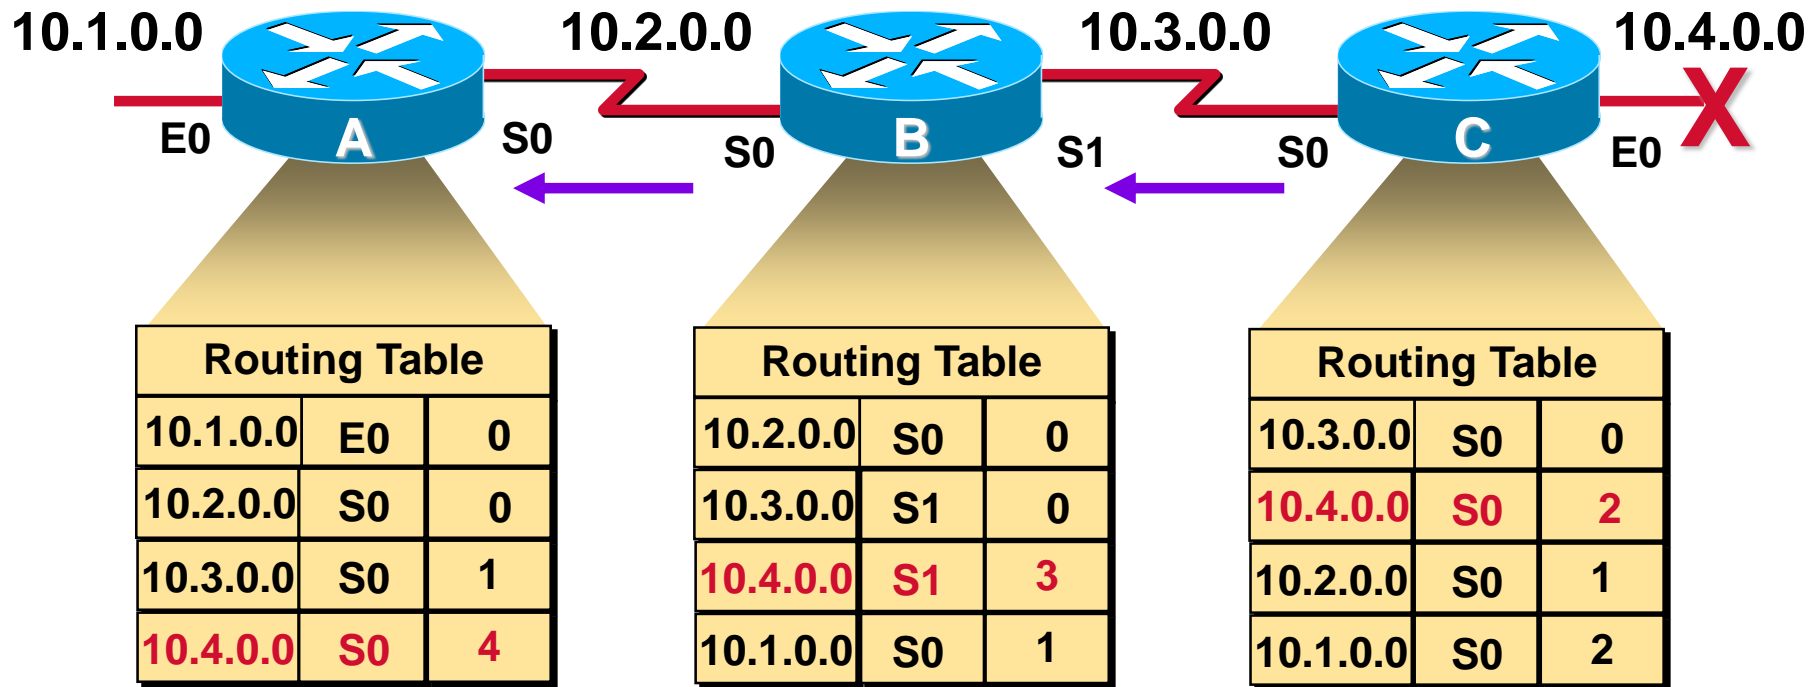 10.1.0.0 10.2.0.0 10.3.0.0 10.4.0.0
E0 A S0 S0 B S1 S0 C E0 X
Routing Table
10.1.0.0 E0 0
10.2.0.0 S0 0
10.3.0.0 S0 1
10.4.0.0 S0 4
Routing Table
10.2.0.0 S0 0
10.3.0.0 S1 0
10.4.0.0 S1 3
10.1.0.0 S0 1
Routing Table
10.3.0.0 S0 0
10.4.0.0 S0 2
10.2.0.0 S0 1
10.1.0.0 S0 2